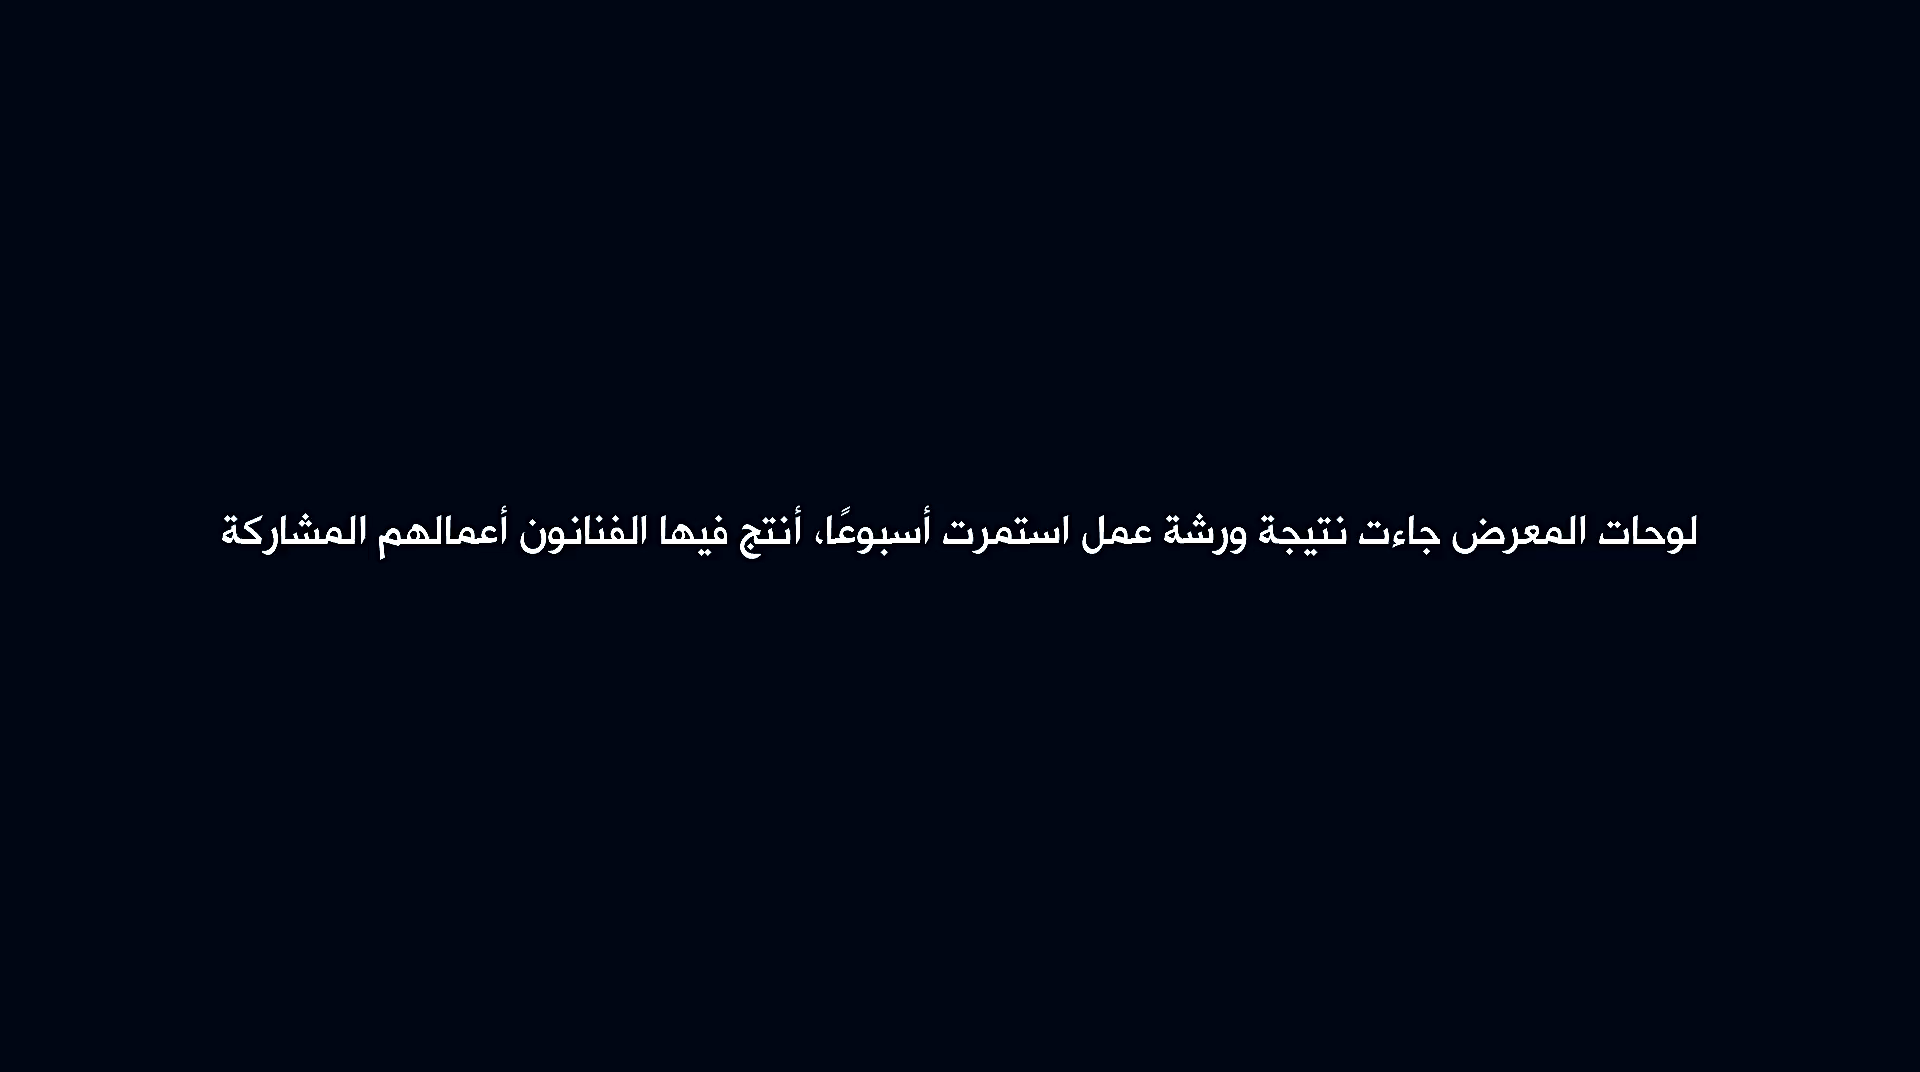 لوحات المعرض جاءت نتيجة ورشة عمل استمرت أسبوعًا، أنتج فيها الفنانون أعمالهم المشاركة